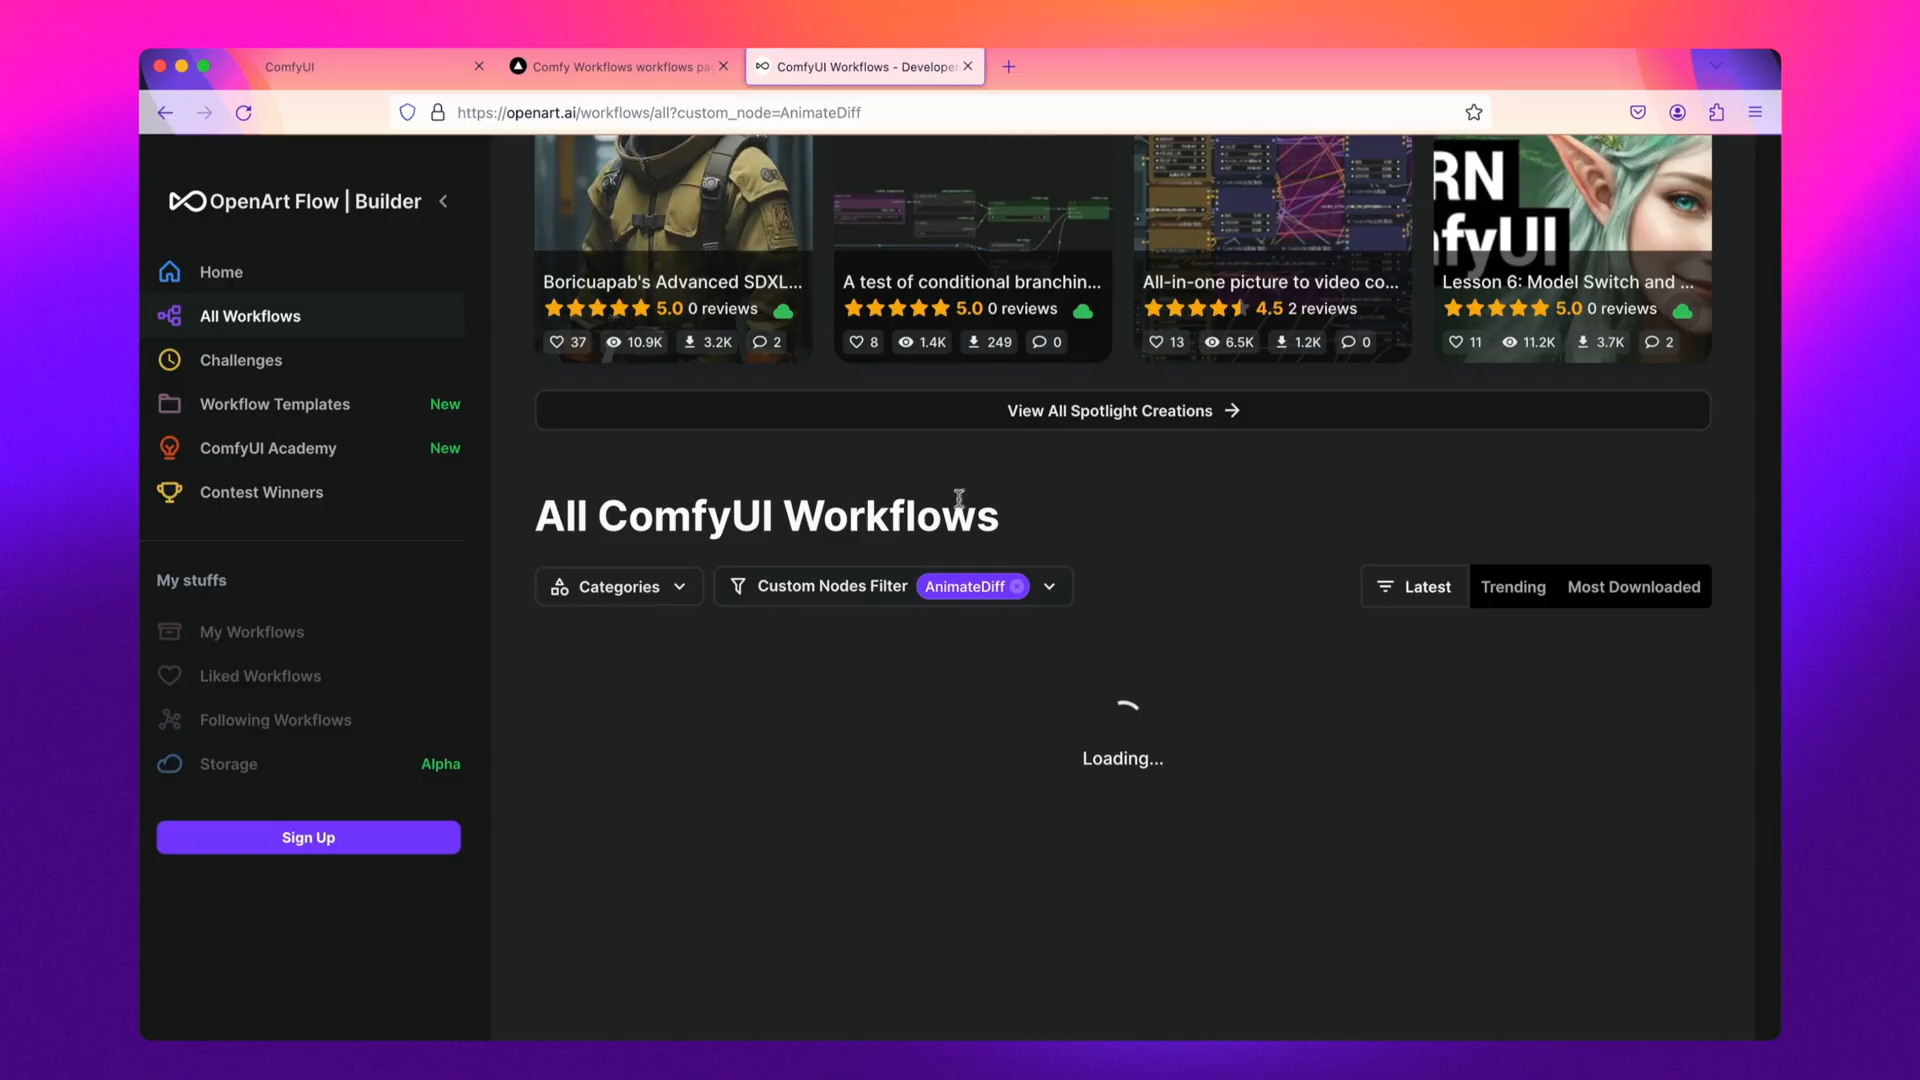 ComfyUI
Comfy Workflows workflows pa
ComfyUI Workflows - Developer
https://openart.ai/workflows/all?custom_node=AnimateDiff
OpenArt Flow | Builder
Home
All Workflows
Challenges
Workflow Templates New
ComfyUI Academy New
Contest Winners
My stuffs
My Workflows
Liked Workflows
Following Workflows
Storage Alpha
Sign Up
Boricuapab's Advanced SDXL...
5.0 0 reviews
37 10.9K 3.2K 2
A test of conditional branchin...
5.0 0 reviews
8 1.4K 249 0
All-in-one picture to video co...
4.5 2 reviews
13 6.5K 1.2K 0
RN
nfyUI
Lesson 6: Model Switch and ...
5.0 0 reviews
11 11.2K 3.7K 2
View All Spotlight Creations
All ComfyUI Workflows
Categories
Custom Nodes Filter AnimateDiff
Latest Trending Most Downloaded
Loading...